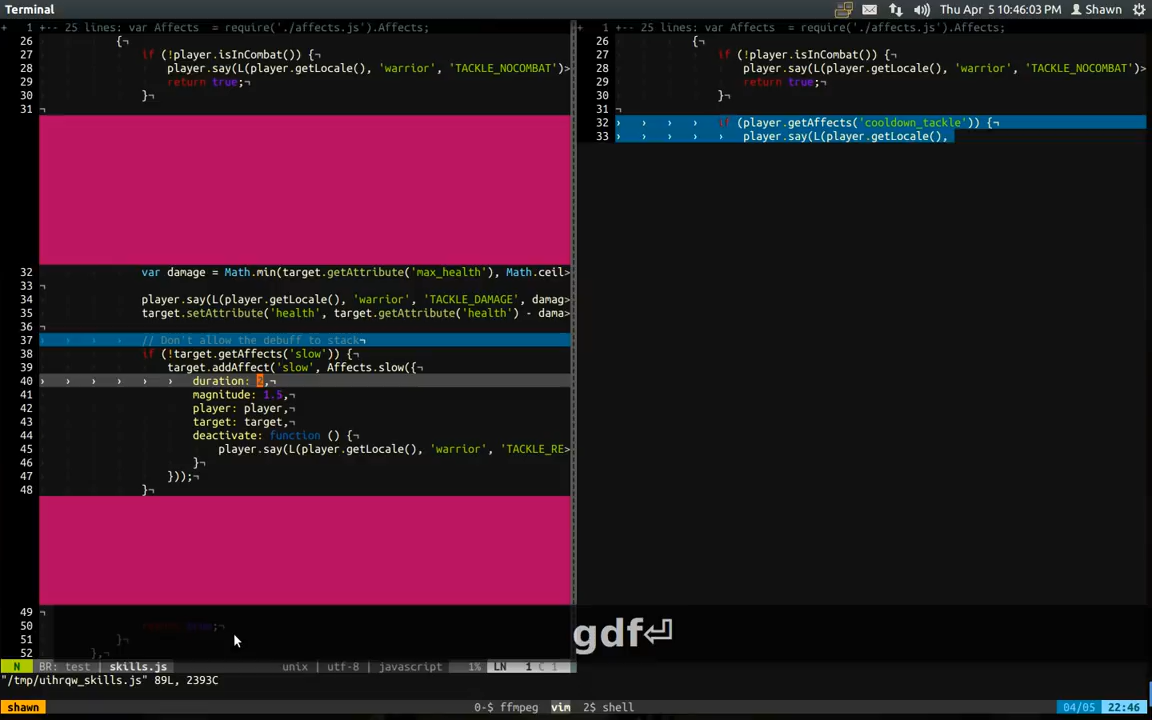 Terminal
Thu Apr 5 10:46:03 PM Shawn
+ 1 +-- 25 lines: var Affects = require('./affects.js').Affects;
26 {¬
27 if (!player.isInCombat()) {¬
28 player.say(L(player.getLocale(), 'warrior', 'TACKLE_NOCOMBAT')>
29 return true;¬
30 }¬
31 ¬
32 var damage = Math.min(target.getAttribute('max_health'), Math.ceil>
33 ¬
34 player.say(L(player.getLocale(), 'warrior', 'TACKLE_DAMAGE', damag>
35 target.setAttribute('health', target.getAttribute('health') - dama>
36 ¬
37 › › › › // Don't allow the debuff to stack¬
38 if (!target.getAffects('slow')) {¬
39 target.addAffect('slow', Affects.slow({¬
40 › › › › › › duration: 2,¬
41 magnitude: 1.5,¬
42 player: player,¬
43 target: target,¬
44 deactivate: function () {¬
45 player.say(L(player.getLocale(), 'warrior', 'TACKLE_RE>
46 }¬
47 }));¬
48 }¬
49 ¬
50 return true;¬
51 }¬
52 },¬
+ 1 +-- 25 lines: var Affects = require('./affects.js').Affects;
26 {¬
27 if (!player.isInCombat()) {¬
28 player.say(L(player.getLocale(), 'warrior', 'TACKLE_NOCOMBAT')>
29 return true;¬
30 }¬
31 ¬
32 › › › › if (player.getAffects('cooldown_tackle')) {¬
33 › › › › › player.say(L(player.getLocale(),
gdf⏎
N BR: test | skills.js unix | utf-8 | javascript 1% LN 1 C 1
"/tmp/uihrqw_skills.js" 89L, 2393C
shawn 0-$ ffmpeg vim 2$ shell 04/05 22:46